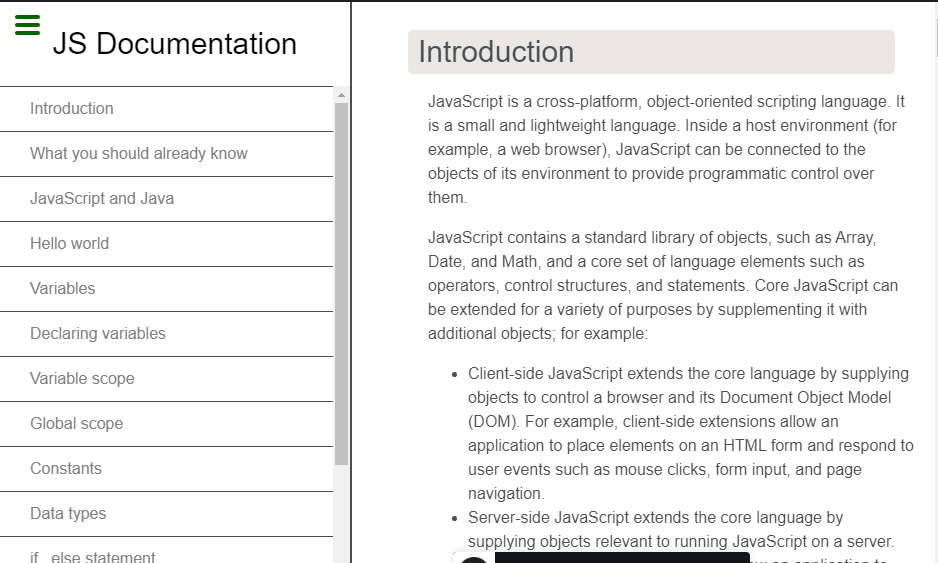 JS Documentation
Introduction
What you should already know
JavaScript and Java
Hello world
Variables
Declaring variables
Variable scope
Global scope
Constants
Data types
if...else statement
Introduction
JavaScript is a cross-platform, object-oriented scripting language. It
is a small and lightweight language. Inside a host environment (for
example, a web browser), JavaScript can be connected to the
objects of its environment to provide programmatic control over
them.
JavaScript contains a standard library of objects, such as Array,
Date, and Math, and a core set of language elements such as
operators, control structures, and statements. Core JavaScript can
be extended for a variety of purposes by supplementing it with
additional objects; for example:
• Client-side JavaScript extends the core language by supplying
objects to control a browser and its Document Object Model
(DOM). For example, client-side extensions allow an
application to place elements on an HTML form and respond to
user events such as mouse clicks, form input, and page
navigation.
• Server-side JavaScript extends the core language by
supplying objects relevant to running JavaScript on a server.
an application to